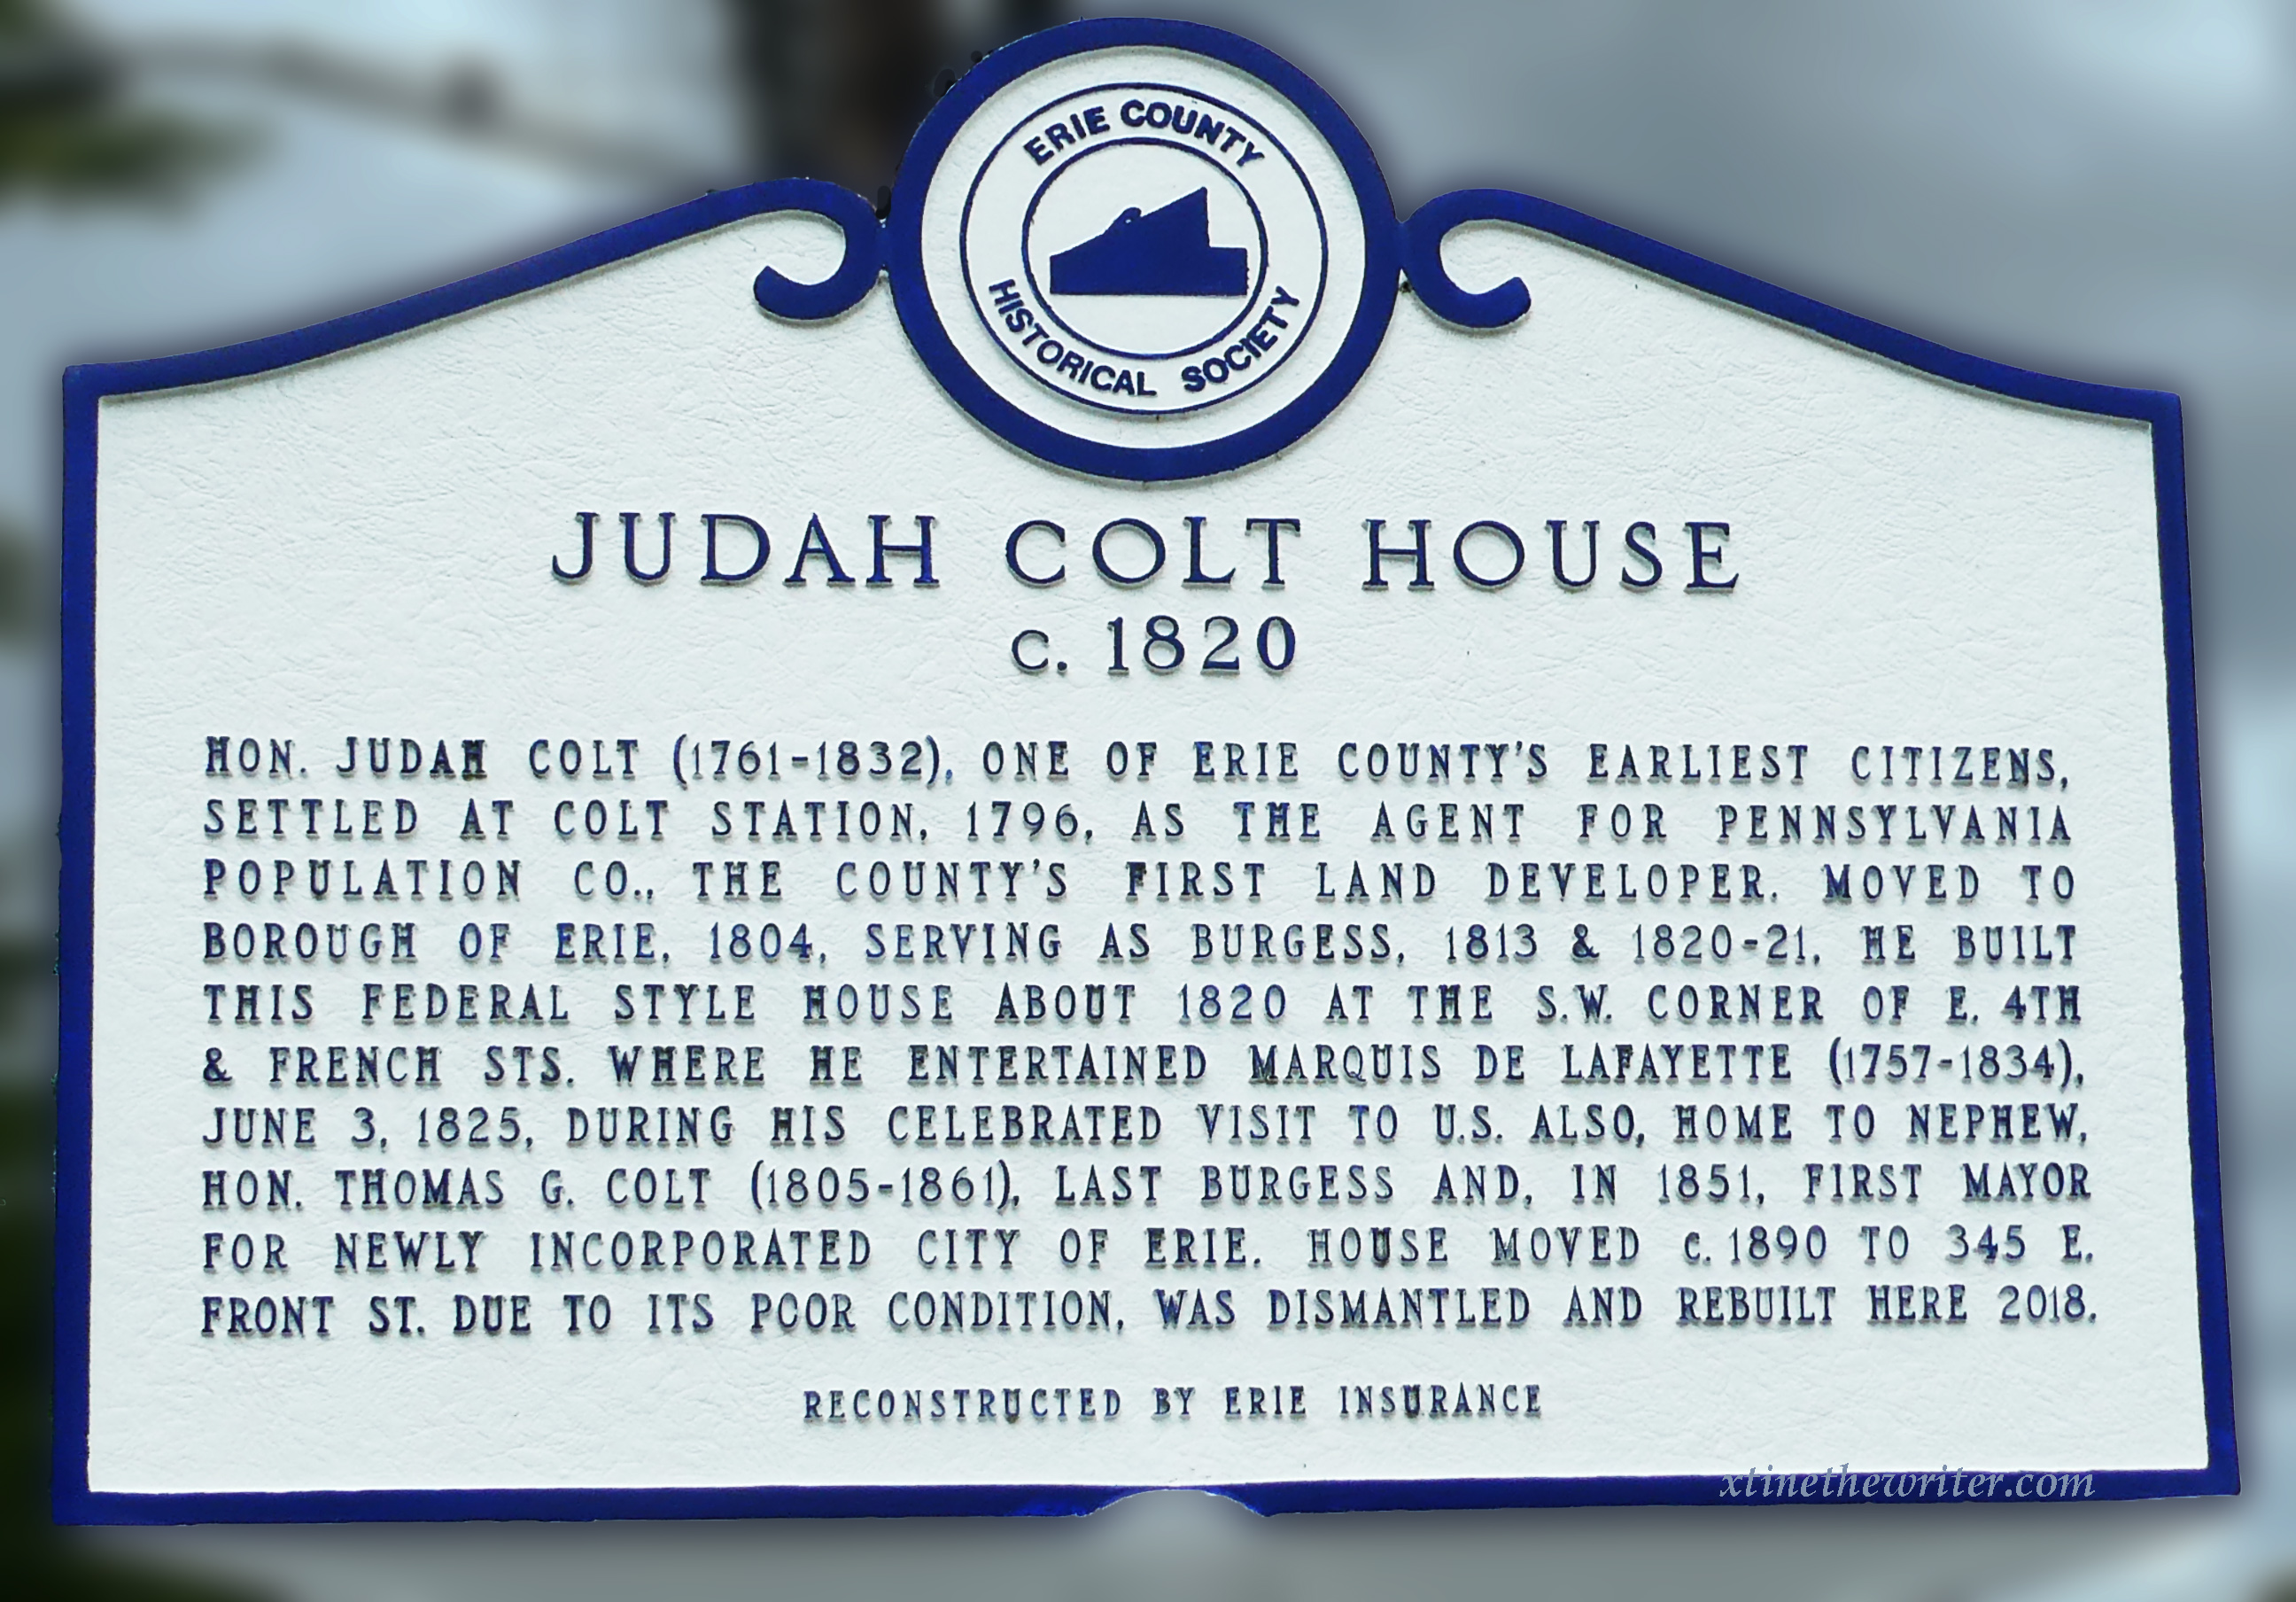 ERIE COUNTY
HISTORICAL SOCIETY
JUDAH COLT HOUSE
c. 1820
HON. JUDAH COLT (1761-1832), ONE OF ERIE COUNTY'S EARLIEST CITIZENS,
SETTLED AT COLT STATION, 1796, AS THE AGENT FOR PENNSYLVANIA
POPULATION CO., THE COUNTY'S FIRST LAND DEVELOPER. MOVED TO
BOROUGH OF ERIE, 1804, SERVING AS BURGESS, 1813 & 1820-21. HE BUILT
THIS FEDERAL STYLE HOUSE ABOUT 1820 AT THE S.W. CORNER OF E. 4TH
& FRENCH STS. WHERE HE ENTERTAINED MARQUIS DE LAFAYETTE (1757-1834),
JUNE 3, 1825, DURING HIS CELEBRATED VISIT TO U.S. ALSO, HOME TO NEPHEW,
HON. THOMAS G. COLT (1805-1861), LAST BURGESS AND, IN 1851, FIRST MAYOR
FOR NEWLY INCORPORATED CITY OF ERIE. HOUSE MOVED c. 1890 TO 345 E.
FRONT ST. DUE TO ITS POOR CONDITION, WAS DISMANTLED AND REBUILT HERE 2018.
RECONSTRUCTED BY ERIE INSURANCE
xtinethewriter.com